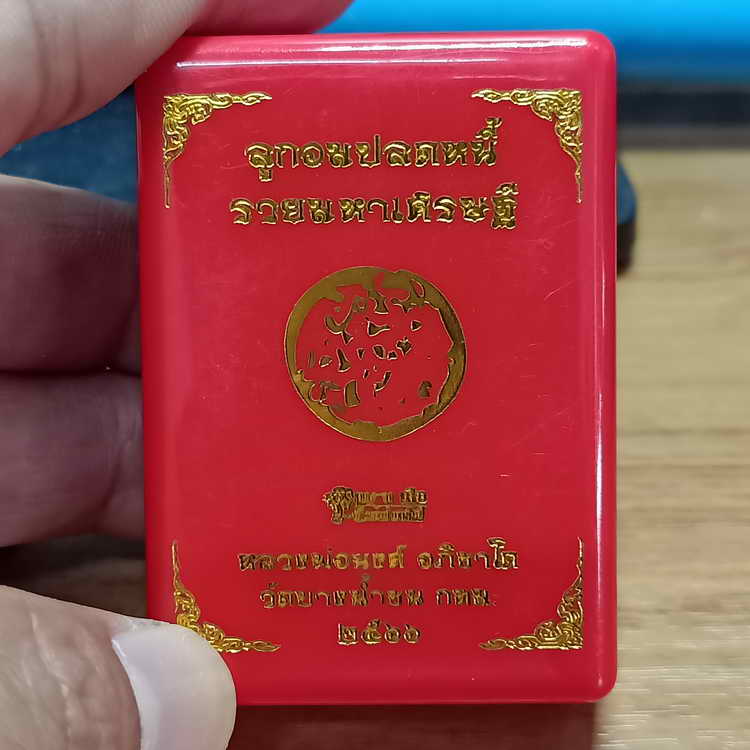 ลูกอมปลดหนี้
รวยมหาเศรษฐี
หลวงพ่อนงค์ อภิชาโต
วัดบางน้ำชน กทม.
๒๕๖๖